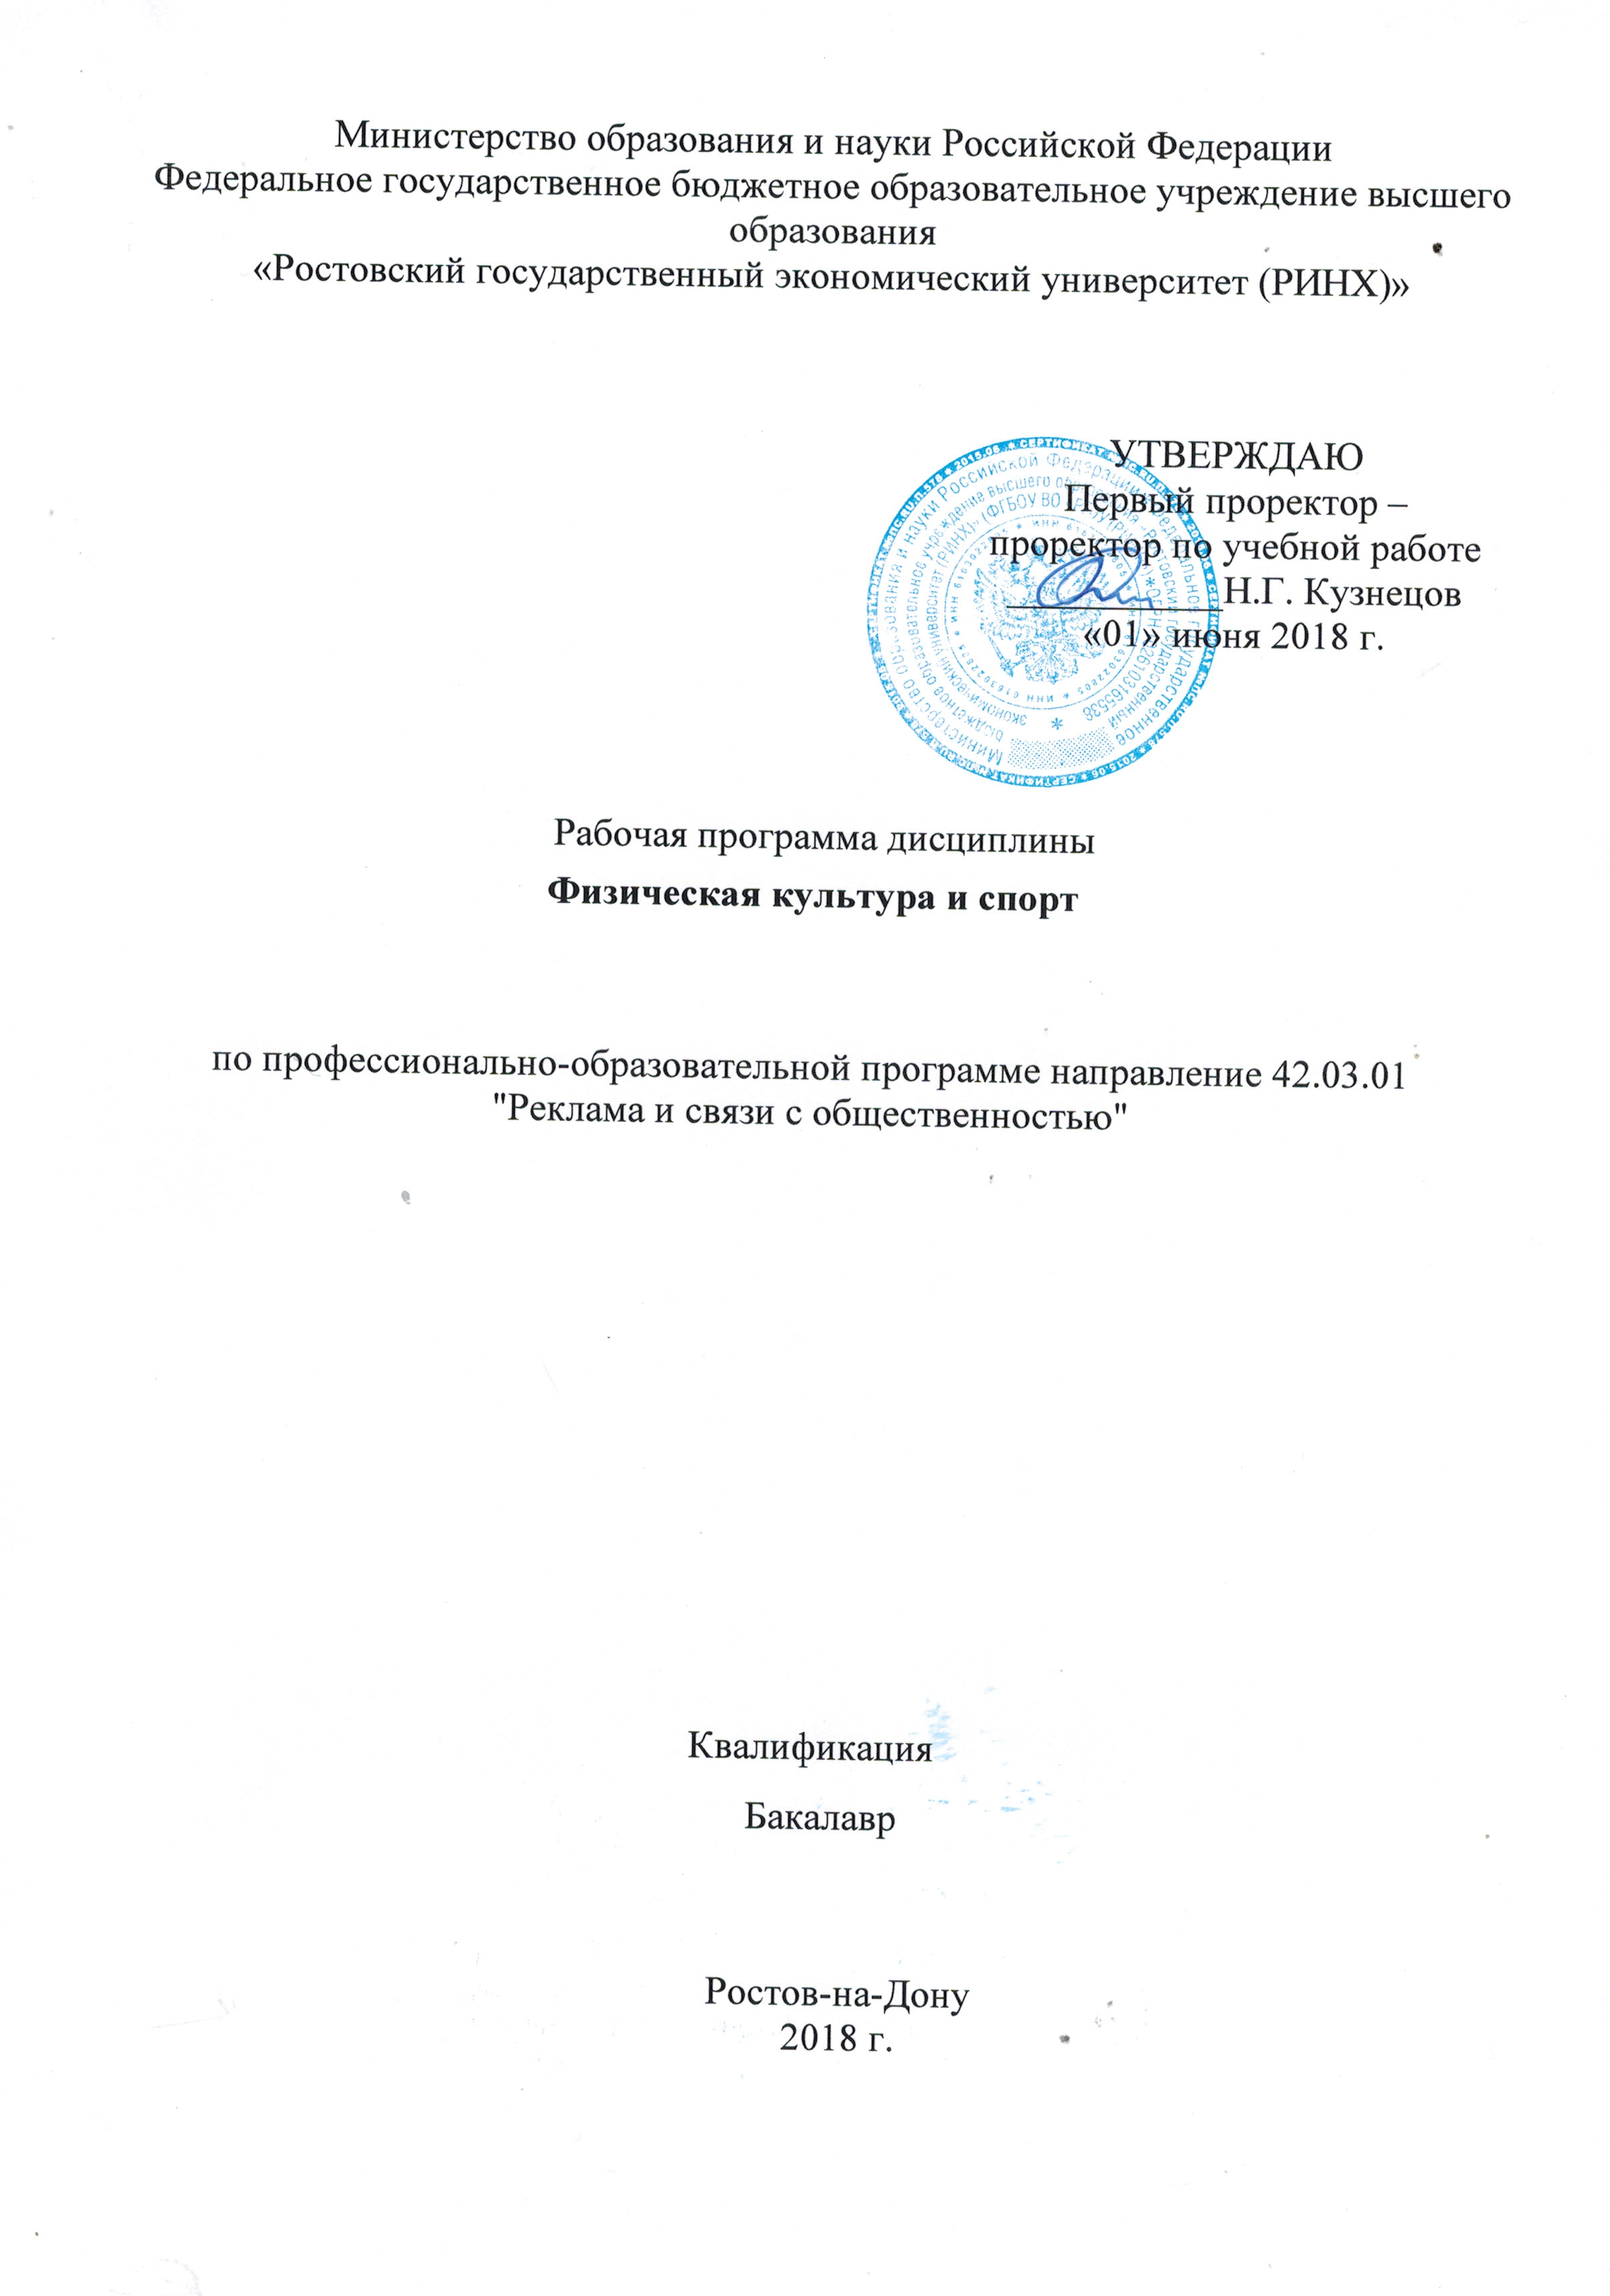 Министерство образования и науки Российской Федерации
Федеральное государственное бюджетное образовательное учреждение высшего
образования
«Ростовский государственный экономический университет (РИНХ)»
УТВЕРЖДАЮ
Первый проректор –
проректор по учебной работе
Н.Г. Кузнецов
«01» июня 2018 г.
Рабочая программа дисциплины
Физическая культура и спорт
по профессионально-образовательной программе направление 42.03.01
"Реклама и связи с общественностью"
Квалификация
Бакалавр
Ростов-на-Дону
2018 г.